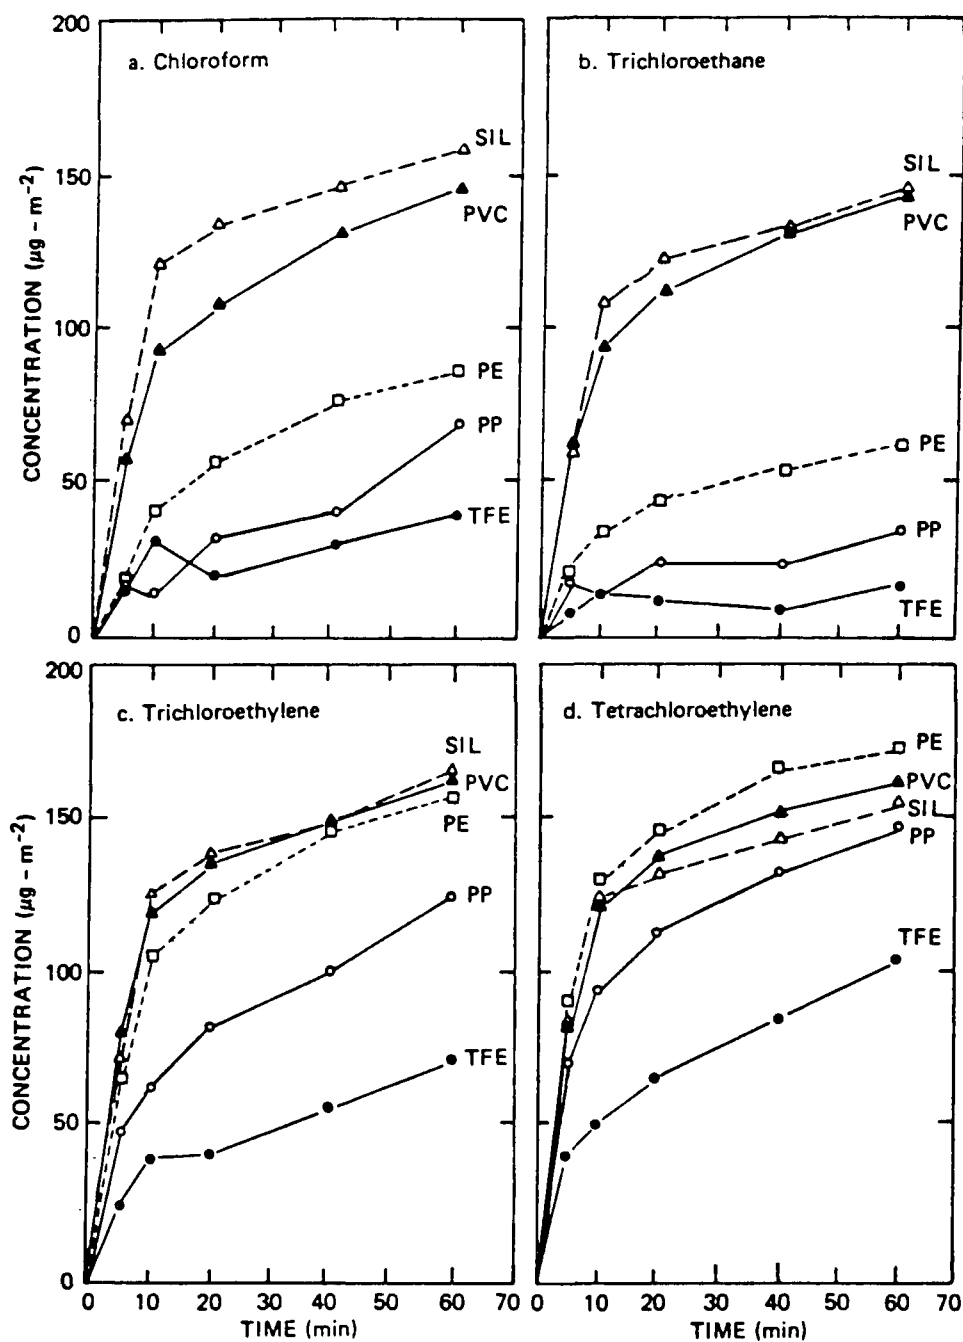 200
150
100
50
0
CONCENTRATION (µg – m⁻²)
a. Chloroform
SIL
PVC
PE
PP
TFE
b. Trichloroethane
SIL
PVC
PE
PP
TFE
200
150
100
50
0
CONCENTRATION (µg – m⁻²)
c. Trichloroethylene
SIL
PVC
PE
PP
TFE
0 10 20 30 40 50 60 70
TIME (min)
d. Tetrachloroethylene
PE
PVC
SIL
PP
TFE
0 10 20 30 40 50 60 70
TIME (min)